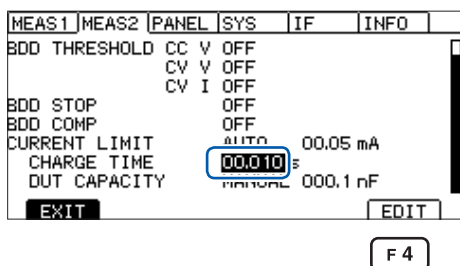 MEAS1 MEAS2 PANEL SYS IF INFO
BDD THRESHOLD CC V OFF
CV V OFF
CV I OFF
BDD STOP OFF
BDD COMP OFF
CURRENT LIMIT AUTO 00.05 mA
CHARGE TIME 00.010 s
DUT CAPACITY MANUAL 000.1 nF
EXIT EDIT
F 4